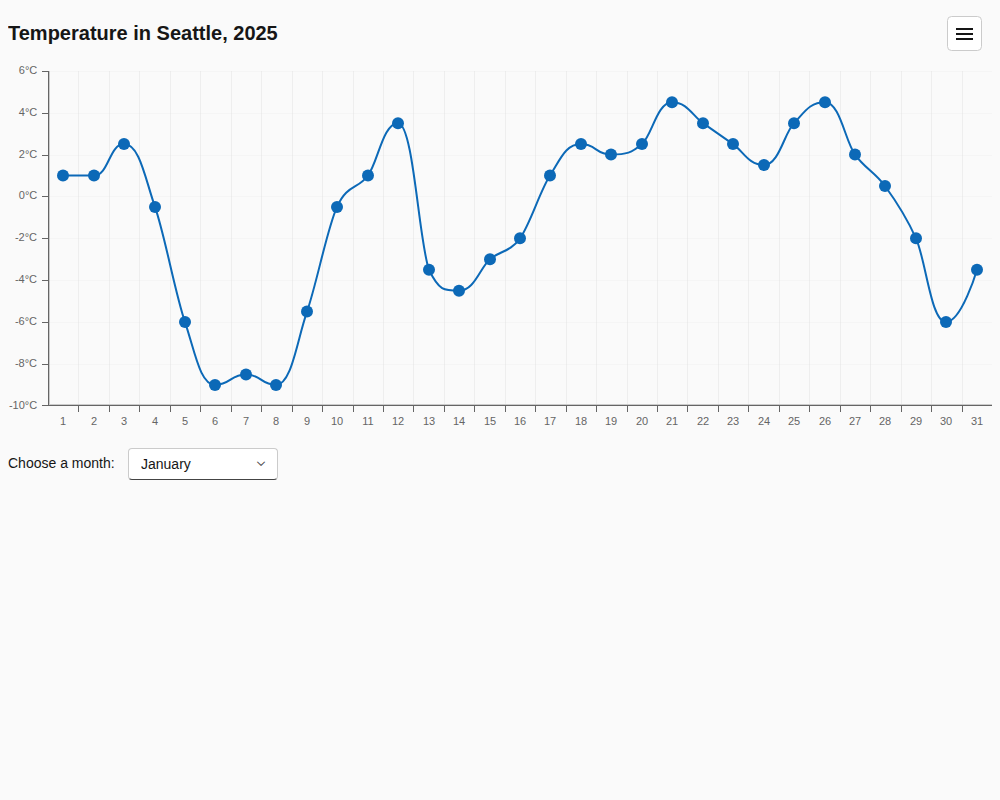 Temperature in Seattle, 2025
6°C
4°C
2°C
0°C
-2°C
-4°C
-6°C
-8°C
-10°C
1 2 3 4 5 6 7 8 9 10 11 12 13 14 15 16 17 18 19 20 21 22 23 24 25 26 27 28 29 30 31
Choose a month: January